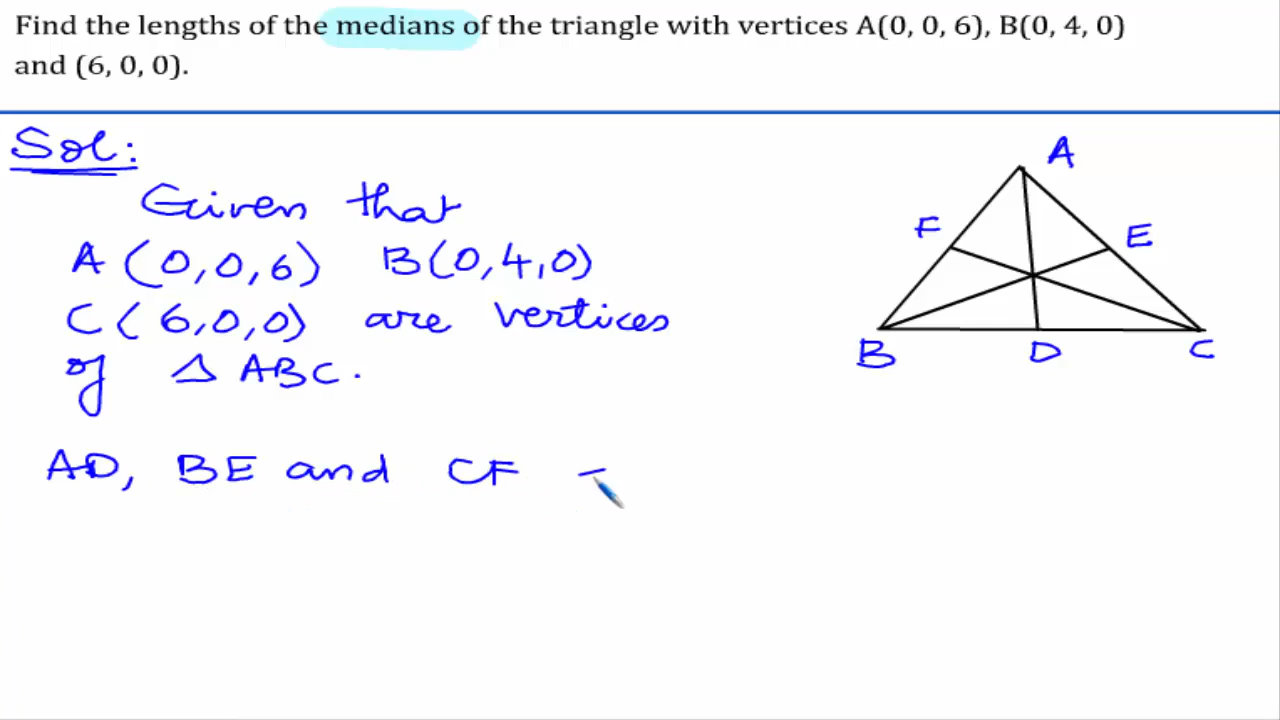 Find the lengths of the medians of the triangle with vertices A(0, 0, 6), B(0, 4, 0)
and (6, 0, 0).
Sol:
Given that
A (0,0,6) B(0,4,0)
C (6,0,0) are vertices
of △ ABC.
AD, BE and CF
A
F
E
B
D
C